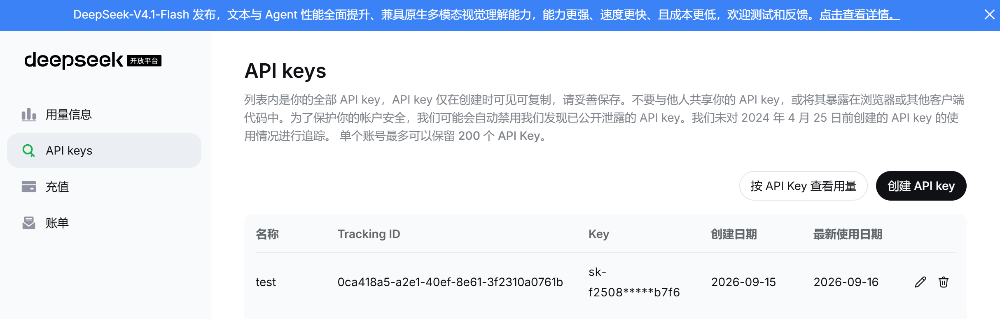 DeepSeek-V4.1-Flash 发布，文本与 Agent 性能全面提升、兼具原生多模态视觉理解能力，能力更强、速度更快、且成本更低，欢迎测试和反馈。点击查看详情。
deepseek 开放平台
用量信息
API keys
充值
账单
API keys
列表内是你的全部 API key，API key 仅在创建时可见可复制，请妥善保存。不要与他人共享你的 API key，或将其暴露在浏览器或其他客户端
代码中。为了保护你的帐户安全，我们可能会自动禁用我们发现已公开泄露的 API key。我们未对 2024 年 4 月 25 日前创建的 API key 的使
用情况进行追踪。 单个账号最多可以保留 200 个 API Key。
按 API Key 查看用量 创建 API key
名称 Tracking ID Key 创建日期 最新使用日期
test 0ca418a5-a2e1-40ef-8e61-3f2310a0761b sk- 2026-09-15 2026-09-16
f2508*****b7f6